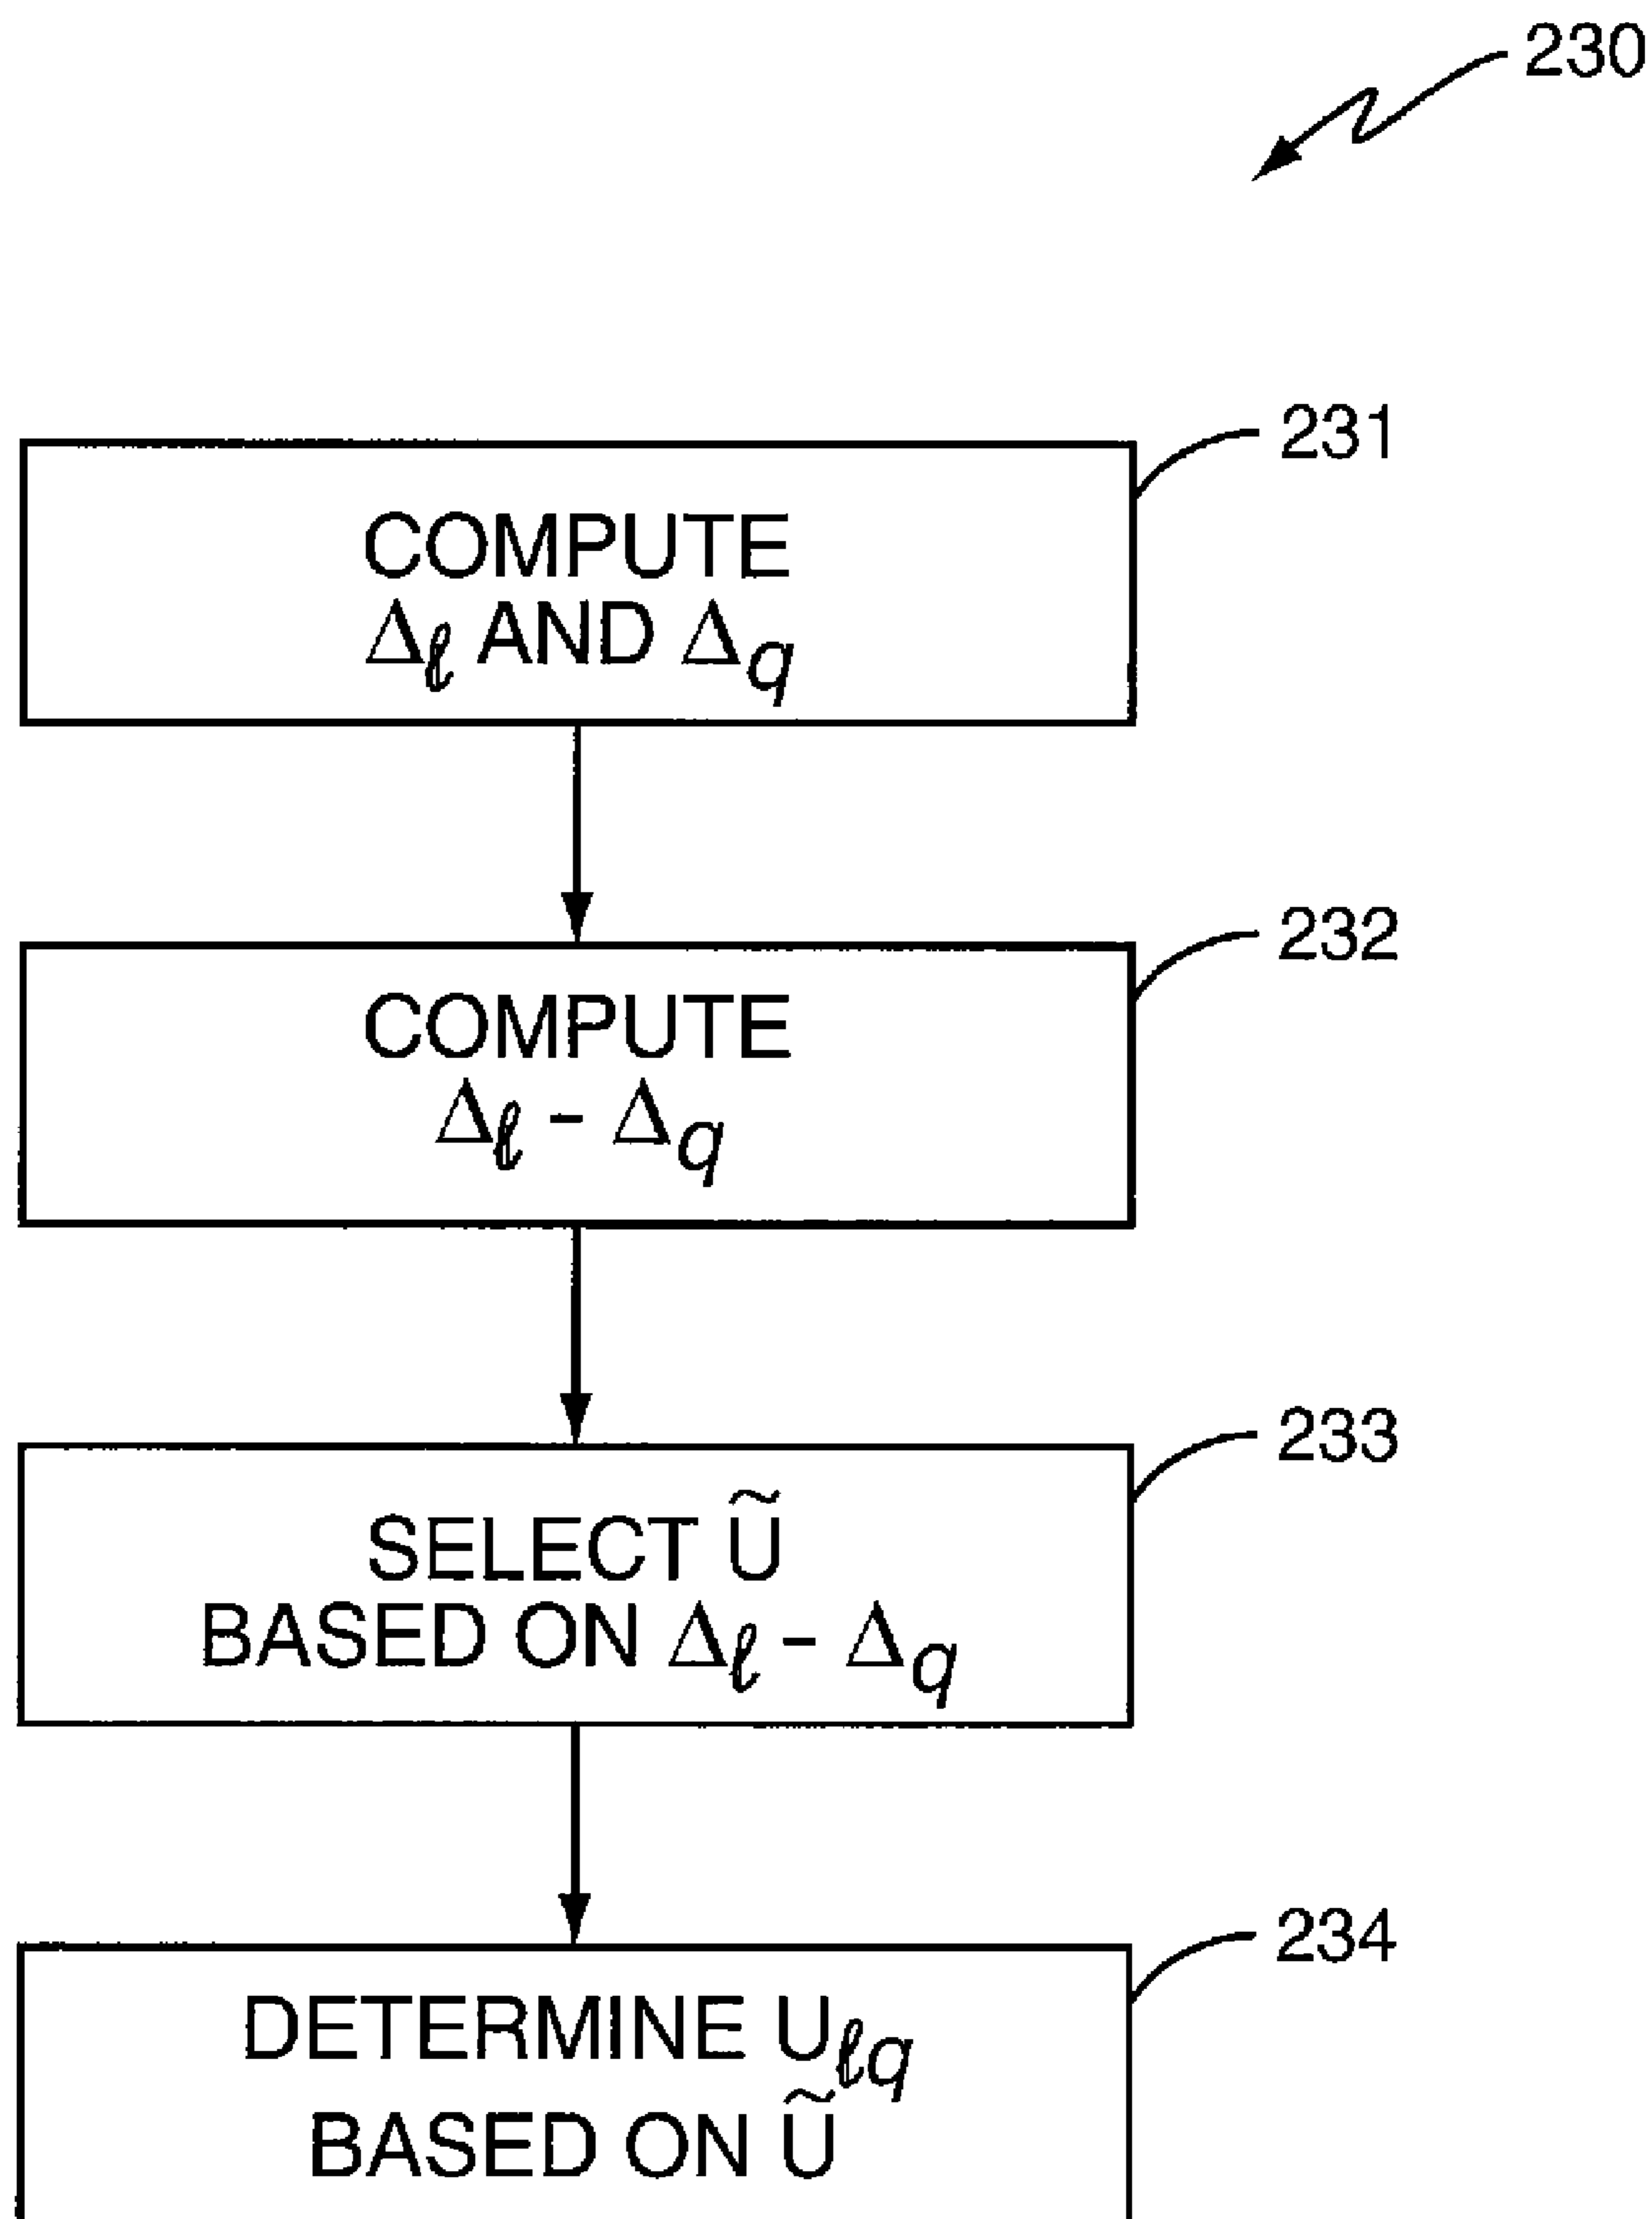 230
231
COMPUTE
Δℓ AND Δq
232
COMPUTE
Δℓ - Δq
233
SELECT Ũ
BASED ON Δℓ - Δq
234
DETERMINE Uℓq
BASED ON Ũ